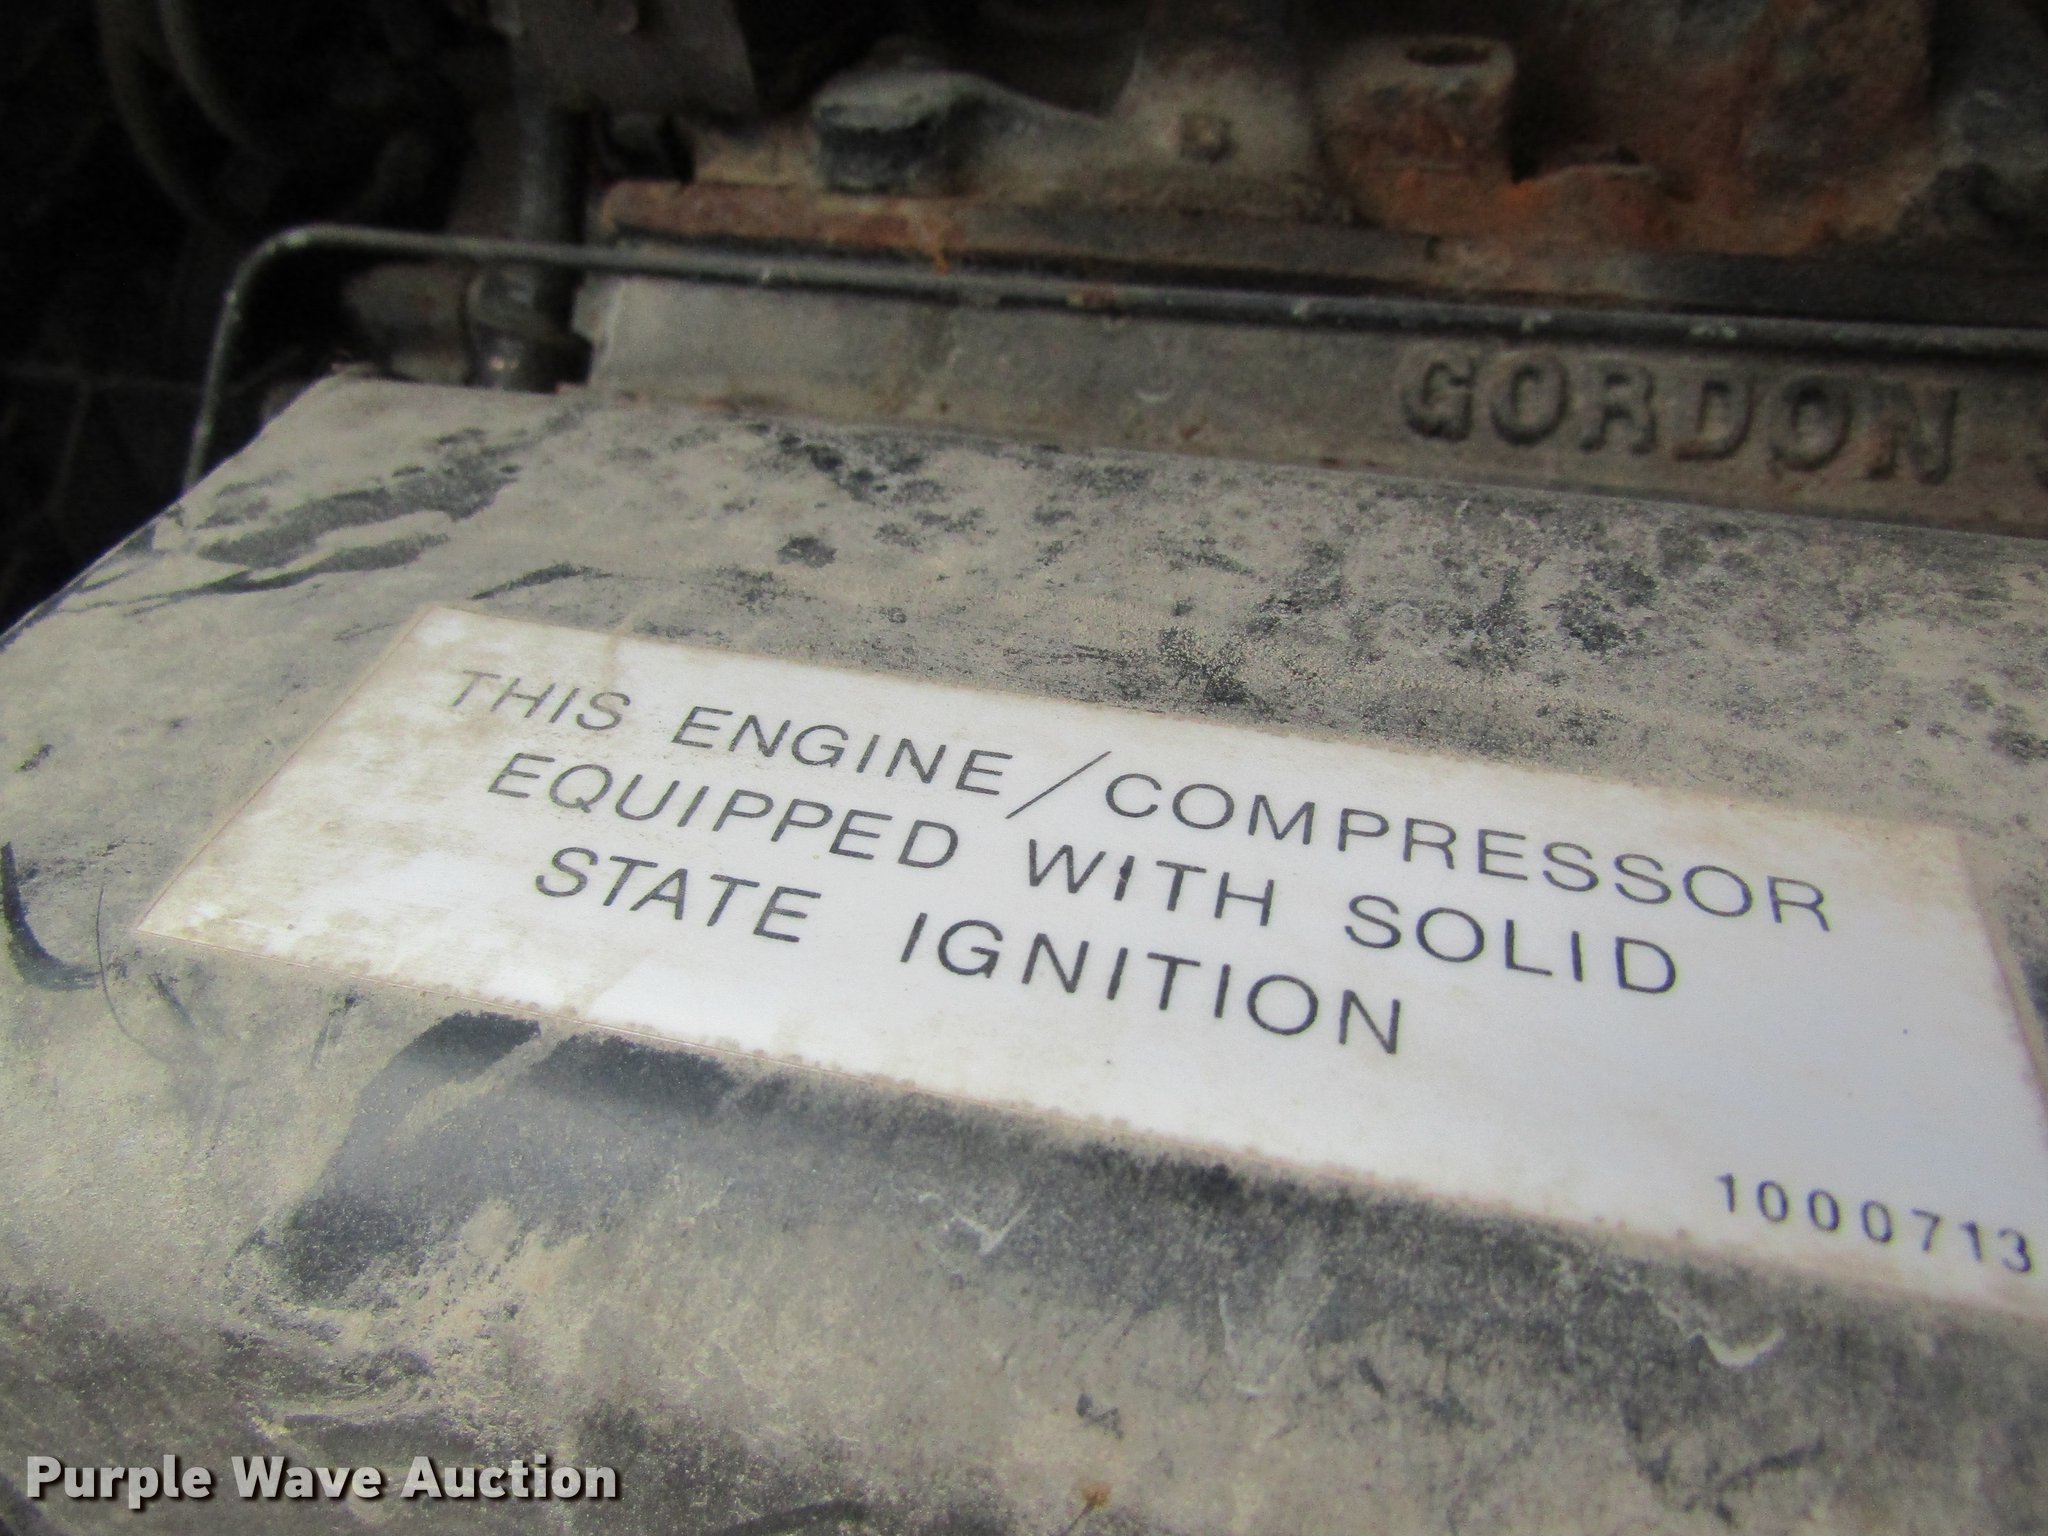 GORDON
THIS ENGINE/COMPRESSOR
EQUIPPED WITH SOLID
STATE IGNITION
1000713
Purple Wave Auction